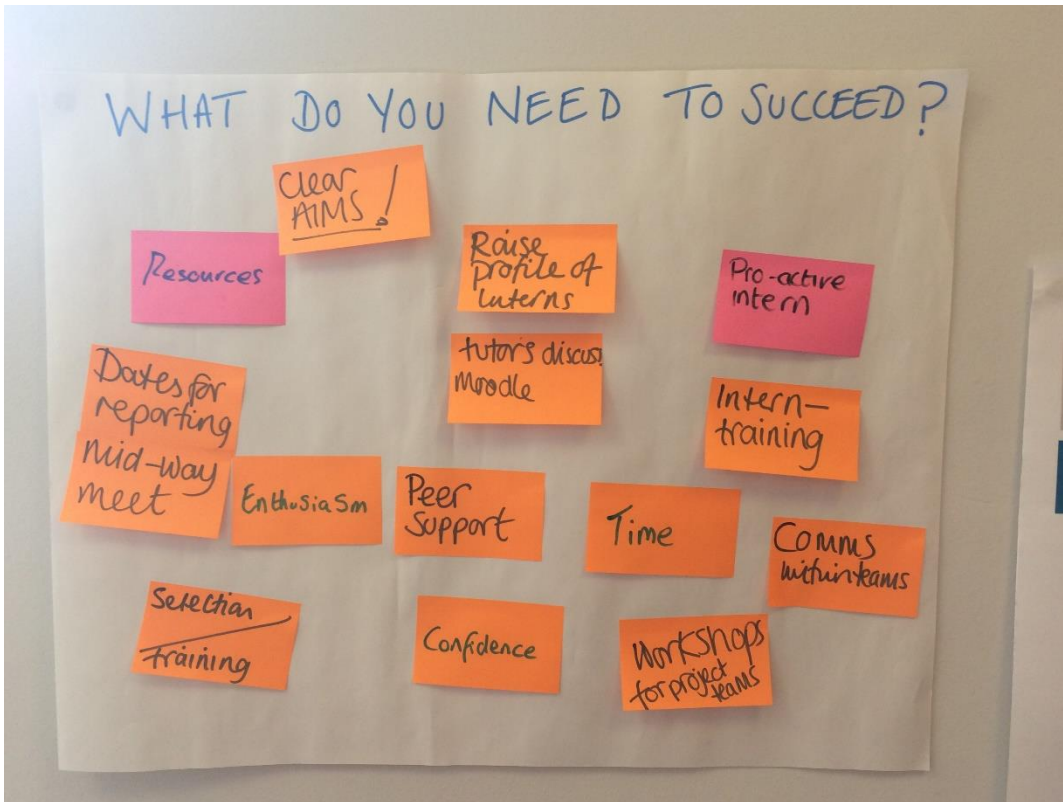 WHAT DO YOU NEED TO SUCCEED?
Clear
AIMS!
Resources
Raise
profile of
Interns
Pro-active
intern
tutors discuss
Moodle
Dates for
reporting
Mid-way
meet
Intern-
training
Enthusiasm
Peer
Support
Time
Comms
within teams
Selection
Training
Confidence
Workshops
for project
teams